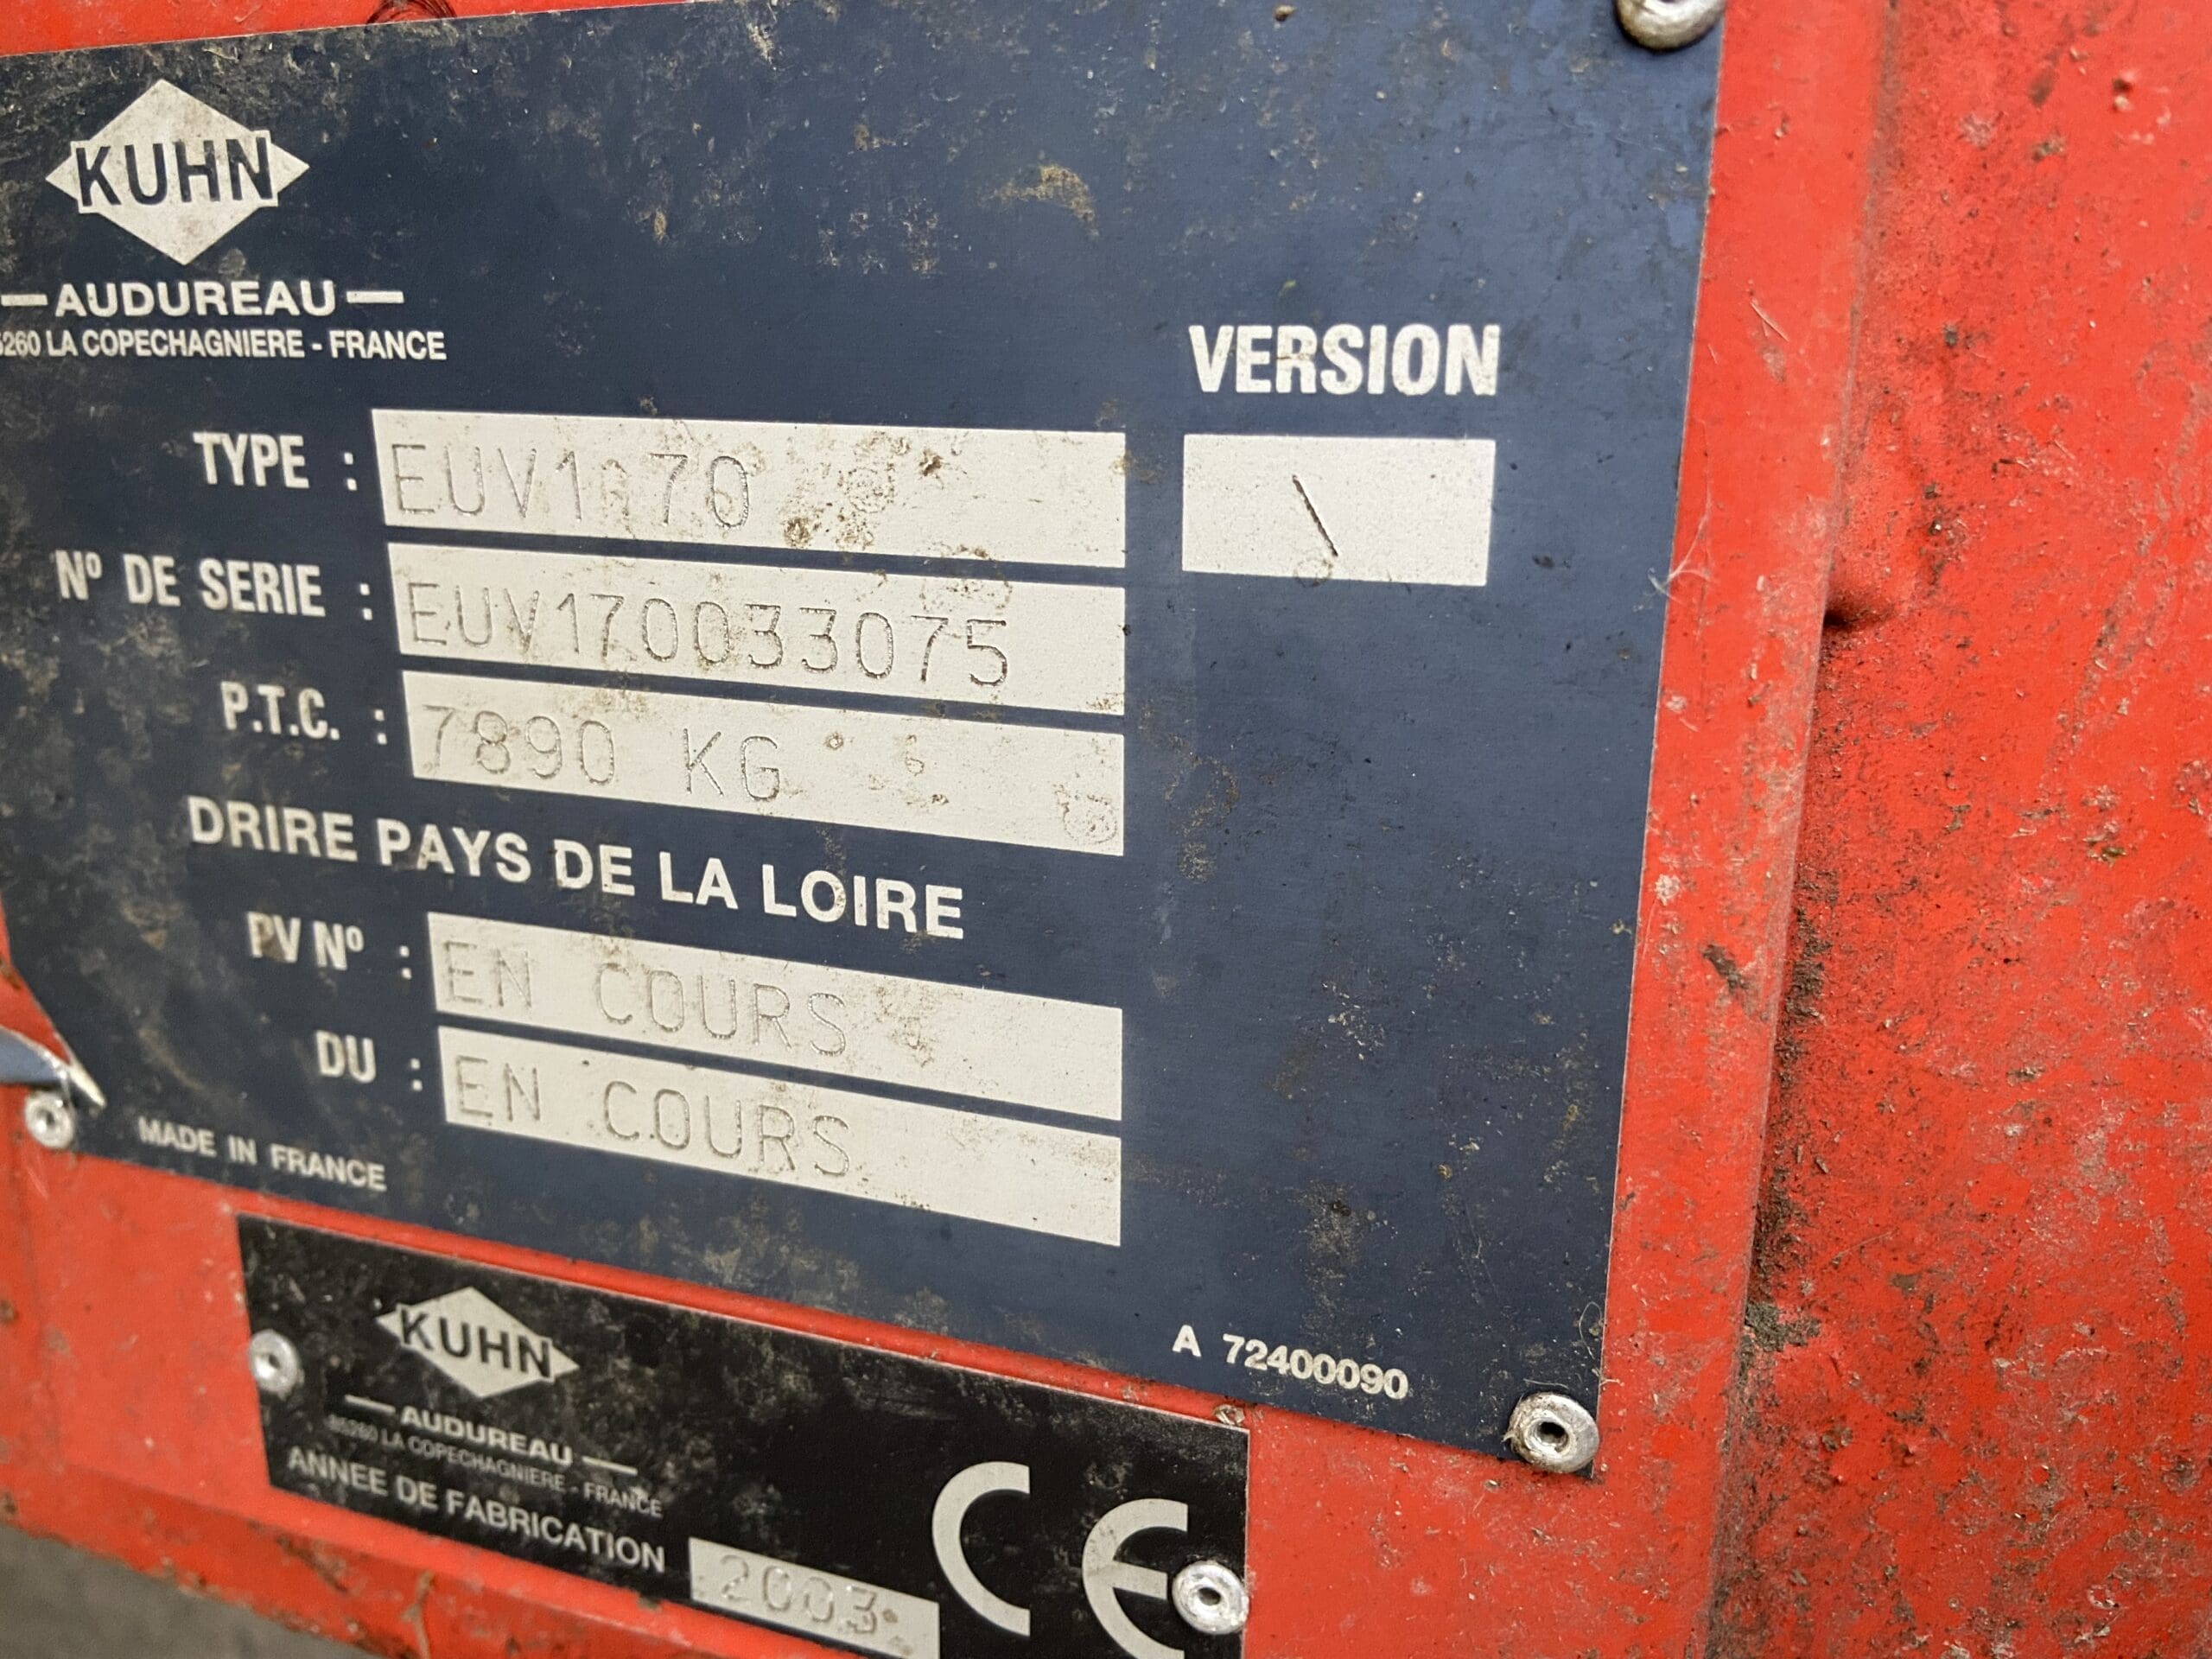 KUHN
AUDUREAU
260 LA COPECHAGNIERE - FRANCE
VERSION
TYPE : \
N° DE SERIE : EUV170033075
P.T.C. : 7890 KG
DRIRE PAYS DE LA LOIRE
PV N° : EN COURS
DU : EN COURS
MADE IN FRANCE
A 72400090
KUHN
AUDUREAU
85260 LA COPECHAGNIERE - FRANCE
ANNEE DE FABRICATION 2003
CE